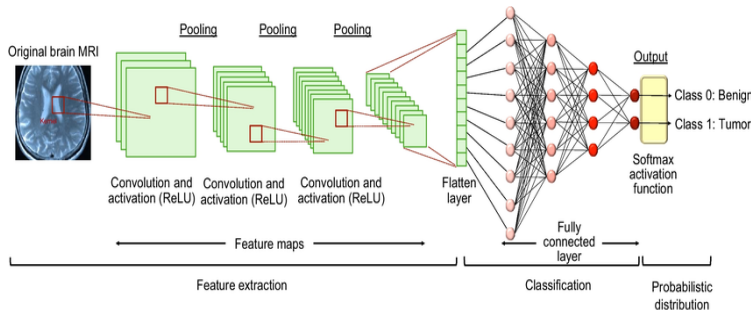 Pooling
Pooling
Pooling
Original brain MRI
Output
Kernel
Class 0: Benign
Class 1: Tumor
Convolution and
activation (ReLU)
Convolution and
activation (ReLU)
Convolution and
activation (ReLU)
Flatten
layer
Softmax
activation
function
Feature maps
Fully
connected
layer
Feature extraction
Classification
Probabilistic
distribution